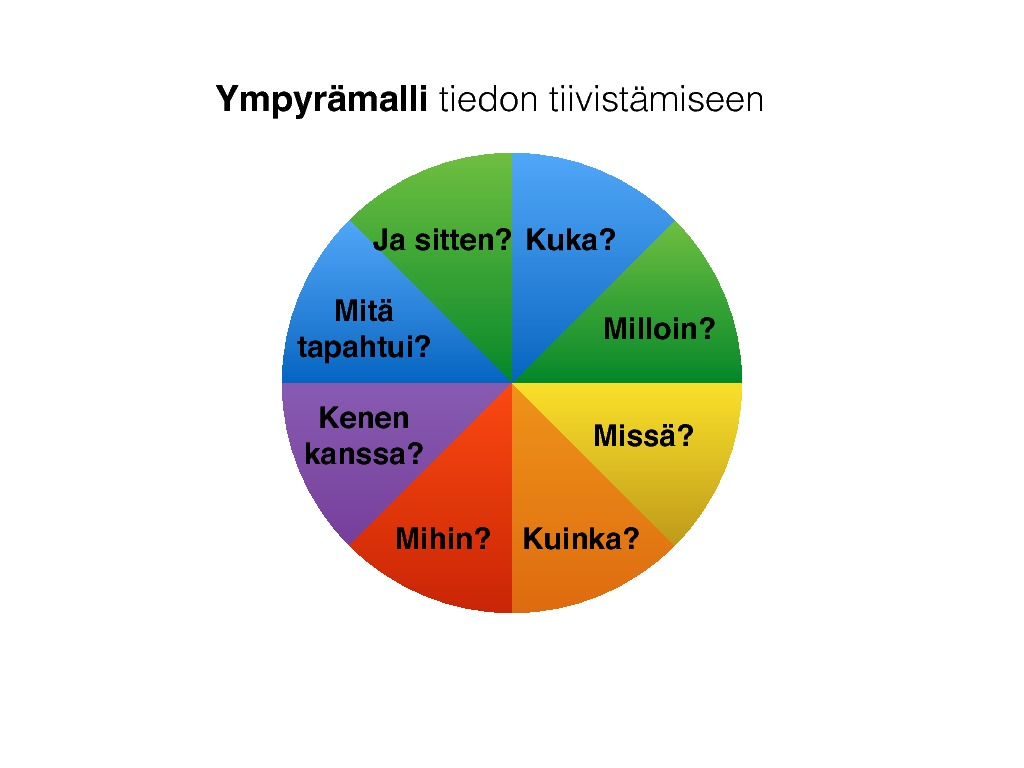 Ympyrämalli tiedon tiivistämiseen
Ja sitten?
Kuka?
Milloin?
Missä?
Kuinka?
Mihin?
Kenen
kanssa?
Mitä
tapahtui?